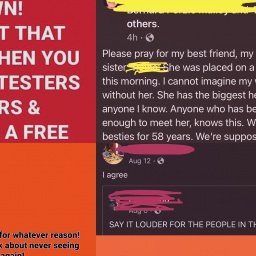 WN!
T THAT
HEN YOU
TESTERS
RS &
A FREE
for whatever reason!
k about never seeing
again!
others.
4h ·
Please pray for my best friend, my
sister
he was placed on a
this morning. I cannot imagine my
without her. She has the biggest he
anyone I know. Anyone who has be
enough to meet her, knows this. W
besties for 58 years. We're suppos
Aug 12 ·
I agree
SAY IT LOUDER FOR THE PEOPLE IN TH